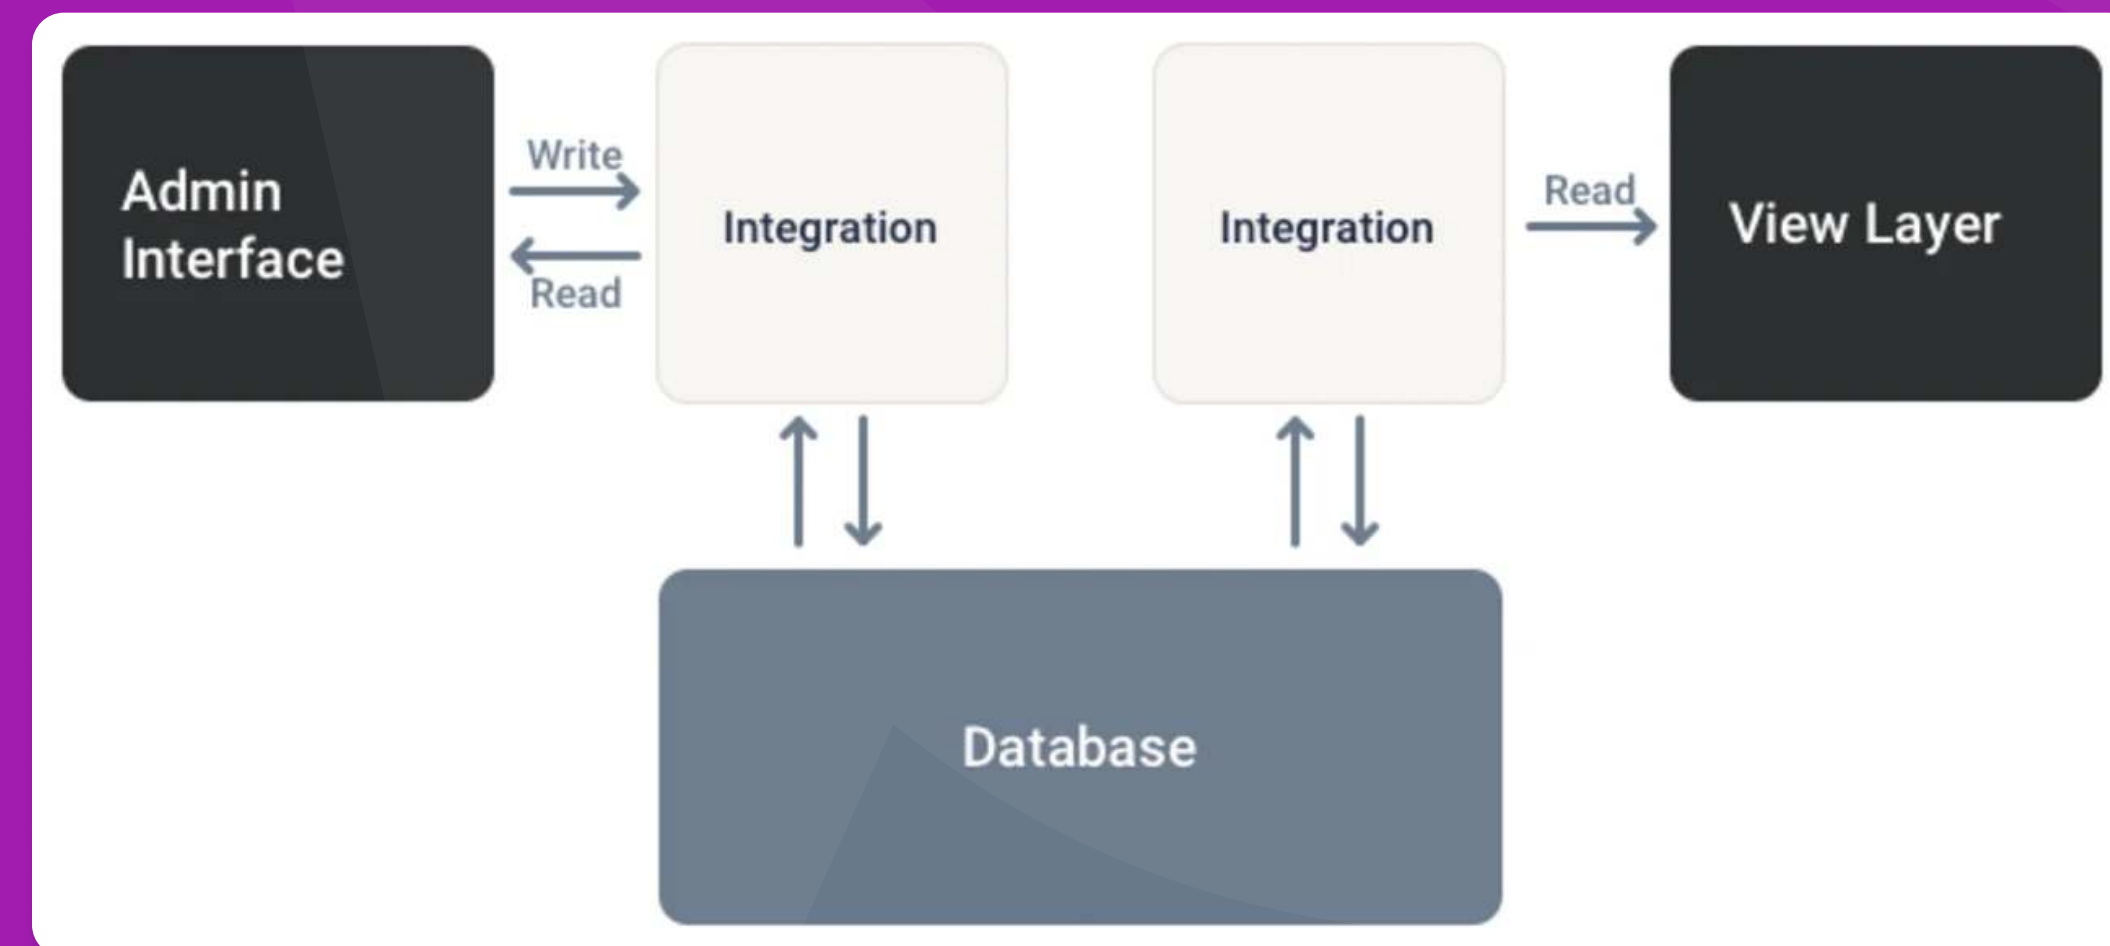 Admin
Interface
Write
Read
Integration
Integration
Read
View Layer
Database